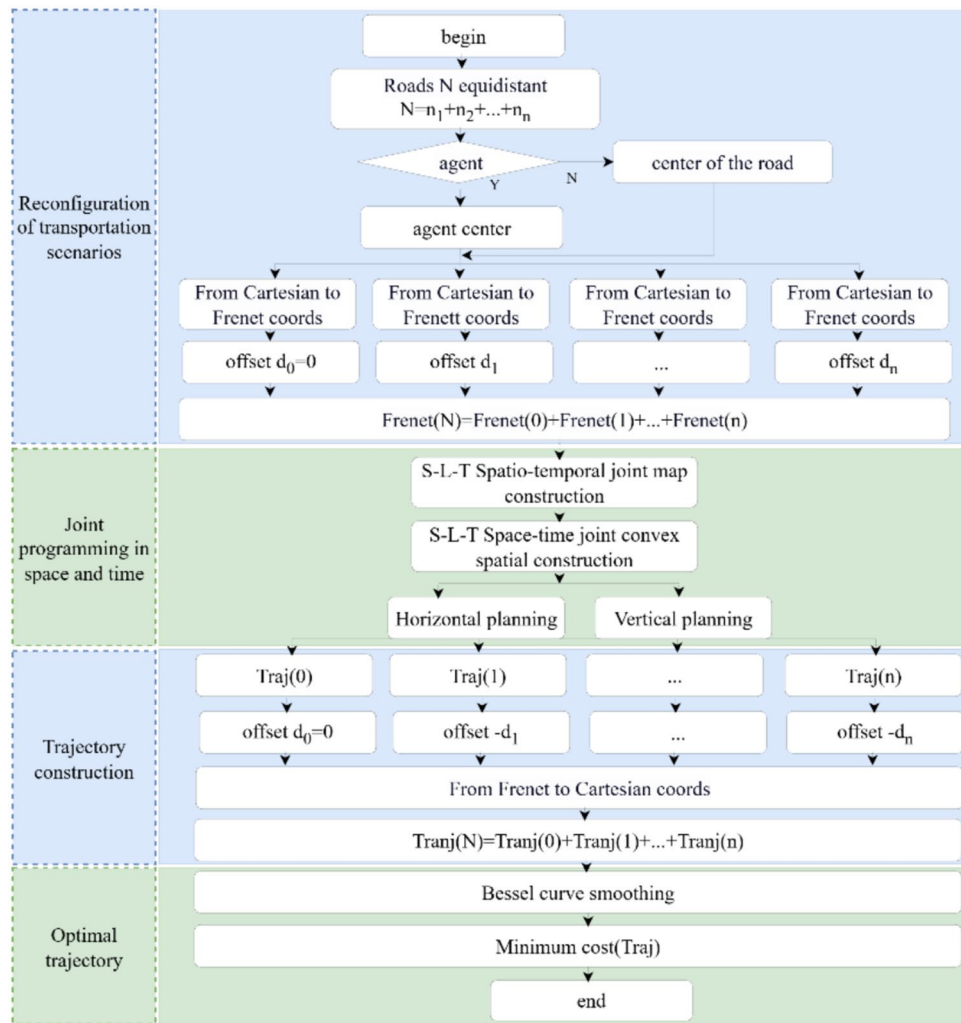 begin
Roads N equidistant
N=n₁+n₂+...+nₙ
agent
Y
N
center of the road
Reconfiguration
of transportation
scenarios
agent center
From Cartesian to
Frenet coords
From Cartesian to
Frenett coords
From Cartesian to
Frenet coords
From Cartesian to
Frenet coords
offset d₀=0
offset d₁
...
offset dₙ
Frenet(N)=Frenet(0)+Frenet(1)+...+Frenet(n)
Joint
programming in
space and time
S-L-T Spatio-temporal joint map
construction
S-L-T Space-time joint convex
spatial construction
Horizontal planning
Vertical planning
Trajectory
construction
Traj(0)
Traj(1)
...
Traj(n)
offset d₀=0
offset -d₁
...
offset -dₙ
From Frenet to Cartesian coords
Tranj(N)=Tranj(0)+Tranj(1)+...+Tranj(n)
Optimal
trajectory
Bessel curve smoothing
Minimum cost(Traj)
end